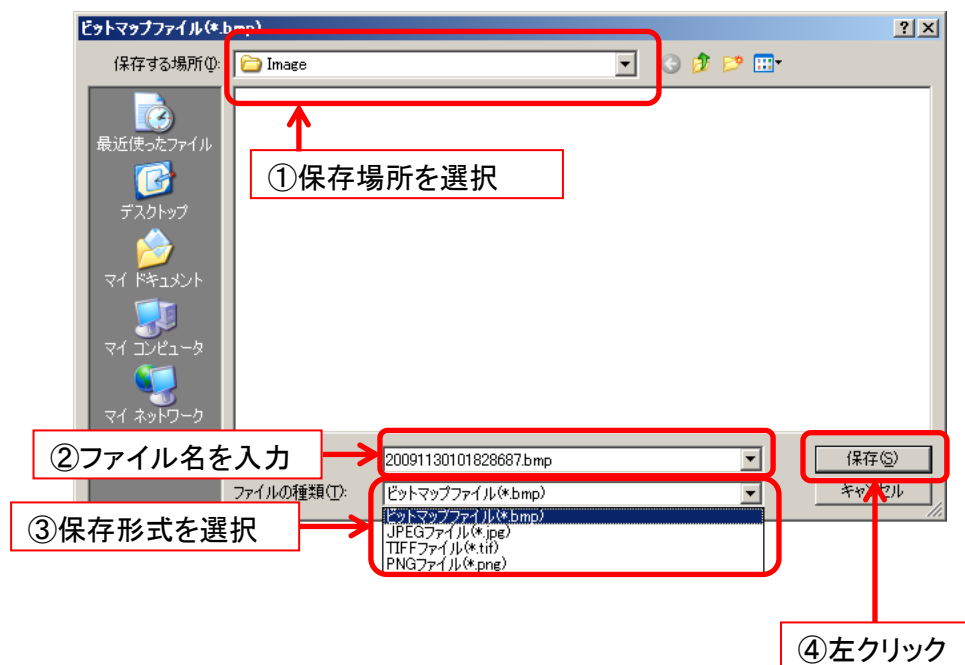 ビットマップファイル(*.bmp)
保存する場所(I):
Image
最近使ったファイル
①保存場所を選択
デスクトップ
マイ ドキュメント
マイ コンピュータ
マイ ネットワーク
②ファイル名を入力
20091130101828687.bmp
保存(S)
ファイルの種類(T):
ビットマップファイル(*.bmp)
キャンセル
③保存形式を選択
ビットマップファイル(*.bmp)
JPEGファイル(*.jpg)
TIFFファイル(*.tif)
PNGファイル(*.png)
④左クリック